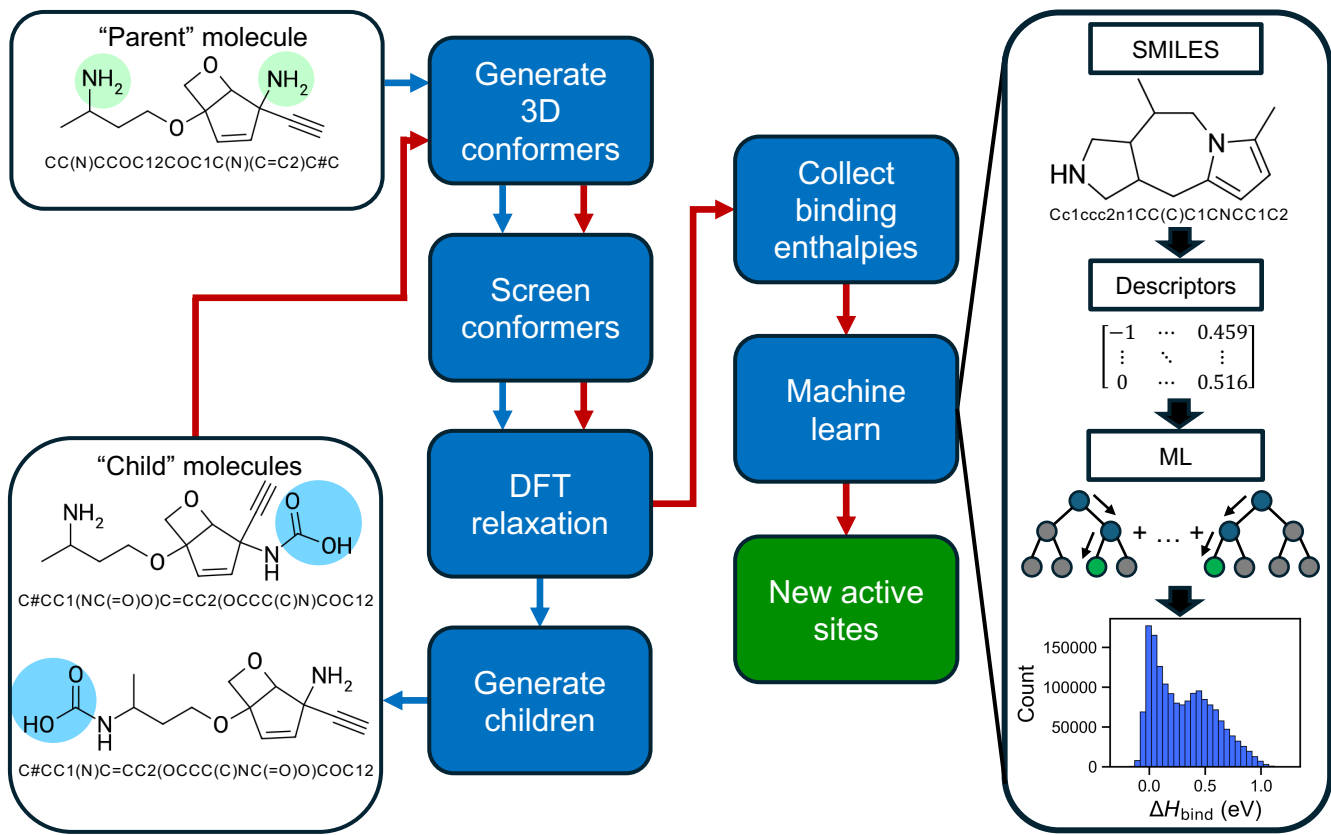 “Parent” molecule
NH₂
NH₂
O
O
CC(N)CCOC12COC1C(N)(C=C2)C#C
Generate
3D
conformers
Screen
conformers
DFT
relaxation
Generate
children
“Child” molecules
NH₂
O
O
O
OH
N
H
C#CC1(NC(=O)O)C=CC2(OCCC(C)N)COC12
O
HO
N
H
O
O
NH₂
C#CC1(N)C=CC2(OCCC(C)NC(=O)O)COC12
Collect
binding
enthalpies
Machine
learn
New active
sites
SMILES
N
HN
Cc1ccc2n1CC(C)C1CNCC1C2
Descriptors
−1 ⋯ 0.459
⋮ ⋱ ⋮
0 ⋯ 0.516
ML
+ … +
Count
150000
100000
50000
0
0.0 0.5 1.0
ΔH_bind (eV)